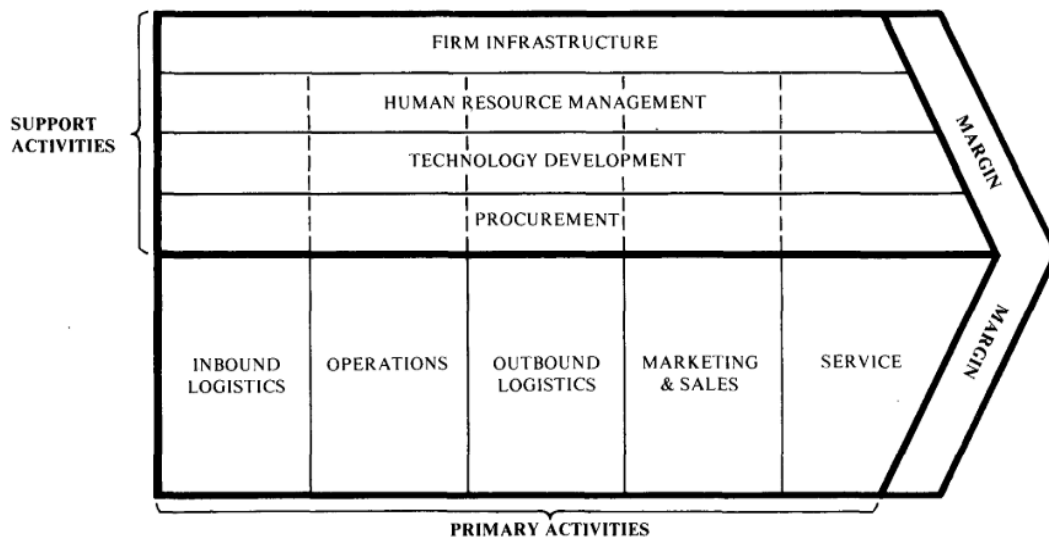 FIRM INFRASTRUCTURE
HUMAN RESOURCE MANAGEMENT
SUPPORT
ACTIVITIES
TECHNOLOGY DEVELOPMENT
PROCUREMENT
MARGIN
INBOUND
LOGISTICS
OPERATIONS
OUTBOUND
LOGISTICS
MARKETING
& SALES
SERVICE
MARGIN
PRIMARY ACTIVITIES